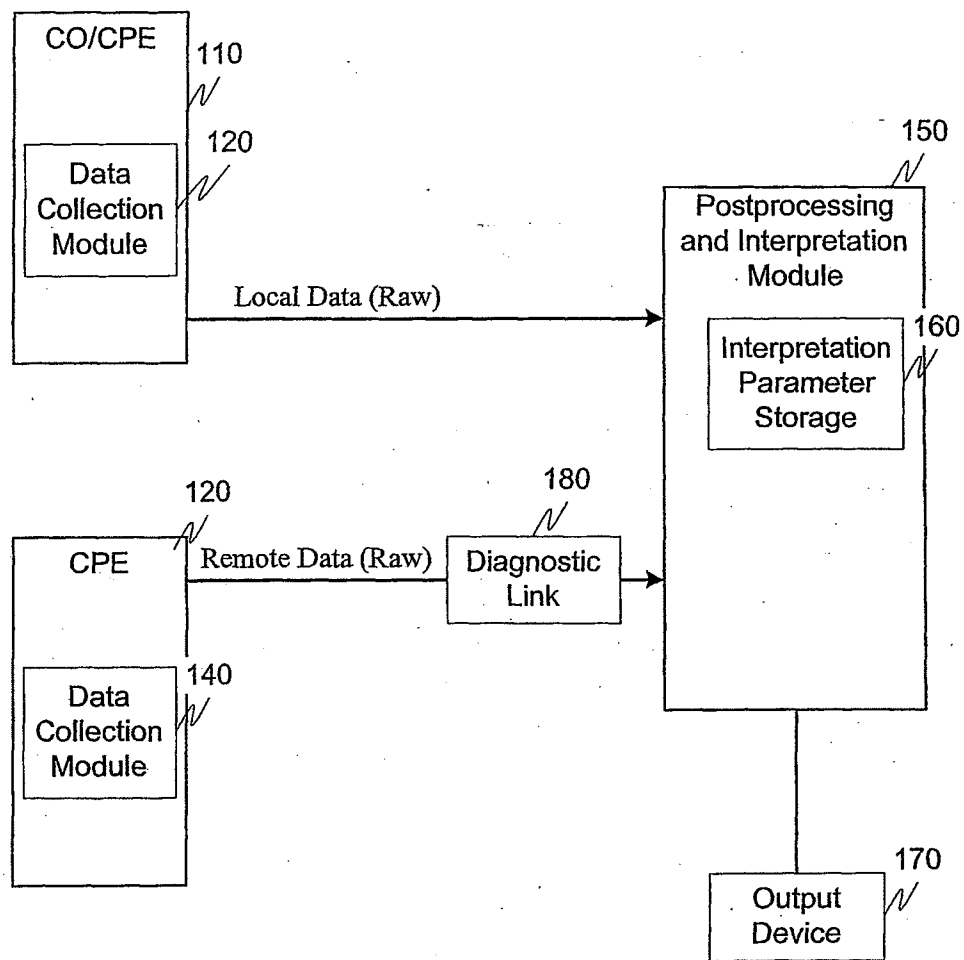 CO/CPE
110
120
Data
Collection
Module
Local Data (Raw)
150
Postprocessing
and Interpretation
Module
160
Interpretation
Parameter
Storage
120
CPE
Remote Data (Raw)
180
Diagnostic
Link
140
Data
Collection
Module
170
Output
Device